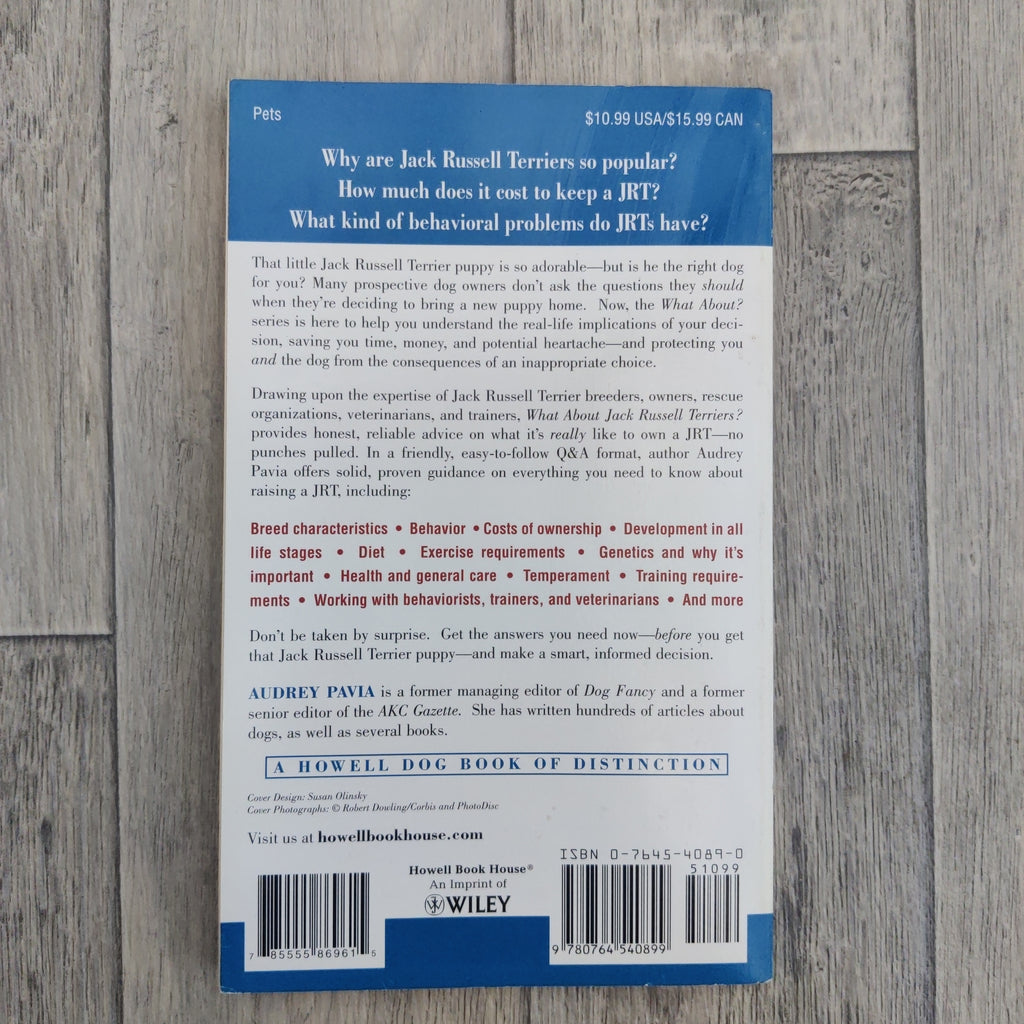 Pets
$10.99 USA/$15.99 CAN
Why are Jack Russell Terriers so popular?
How much does it cost to keep a JRT?
What kind of behavioral problems do JRTs have?
That little Jack Russell Terrier puppy is so adorable—but is he the right dog
for you? Many prospective dog owners don't ask the questions they should
when they're deciding to bring a new puppy home. Now, the What About?
series is here to help you understand the real-life implications of your deci-
sion, saving you time, money, and potential heartache—and protecting you
and the dog from the consequences of an inappropriate choice.
Drawing upon the expertise of Jack Russell Terrier breeders, owners, rescue
organizations, veterinarians, and trainers, What About Jack Russell Terriers?
provides honest, reliable advice on what it's really like to own a JRT—no
punches pulled. In a friendly, easy-to-follow Q&A format, author Audrey
Pavia offers solid, proven guidance on everything you need to know about
raising a JRT, including:
Breed characteristics • Behavior • Costs of ownership • Development in all
life stages • Diet • Exercise requirements • Genetics and why it's
important • Health and general care • Temperament • Training require-
ments • Working with behaviorists, trainers, and veterinarians • And more
Don't be taken by surprise. Get the answers you need now—before you get
that Jack Russell Terrier puppy—and make a smart, informed decision.
AUDREY PAVIA is a former managing editor of Dog Fancy and a former
senior editor of the AKC Gazette. She has written hundreds of articles about
dogs, as well as several books.
A HOWELL DOG BOOK OF DISTINCTION
Cover Design: Susan Olinsky
Cover Photographs: © Robert Dowling/Corbis and PhotoDisc
Visit us at howellbookhouse.com
Howell Book House®
An Imprint of
WILEY
ISBN 0-7645-4089-0
51099
7 85555 86961 5
9 780764 540899